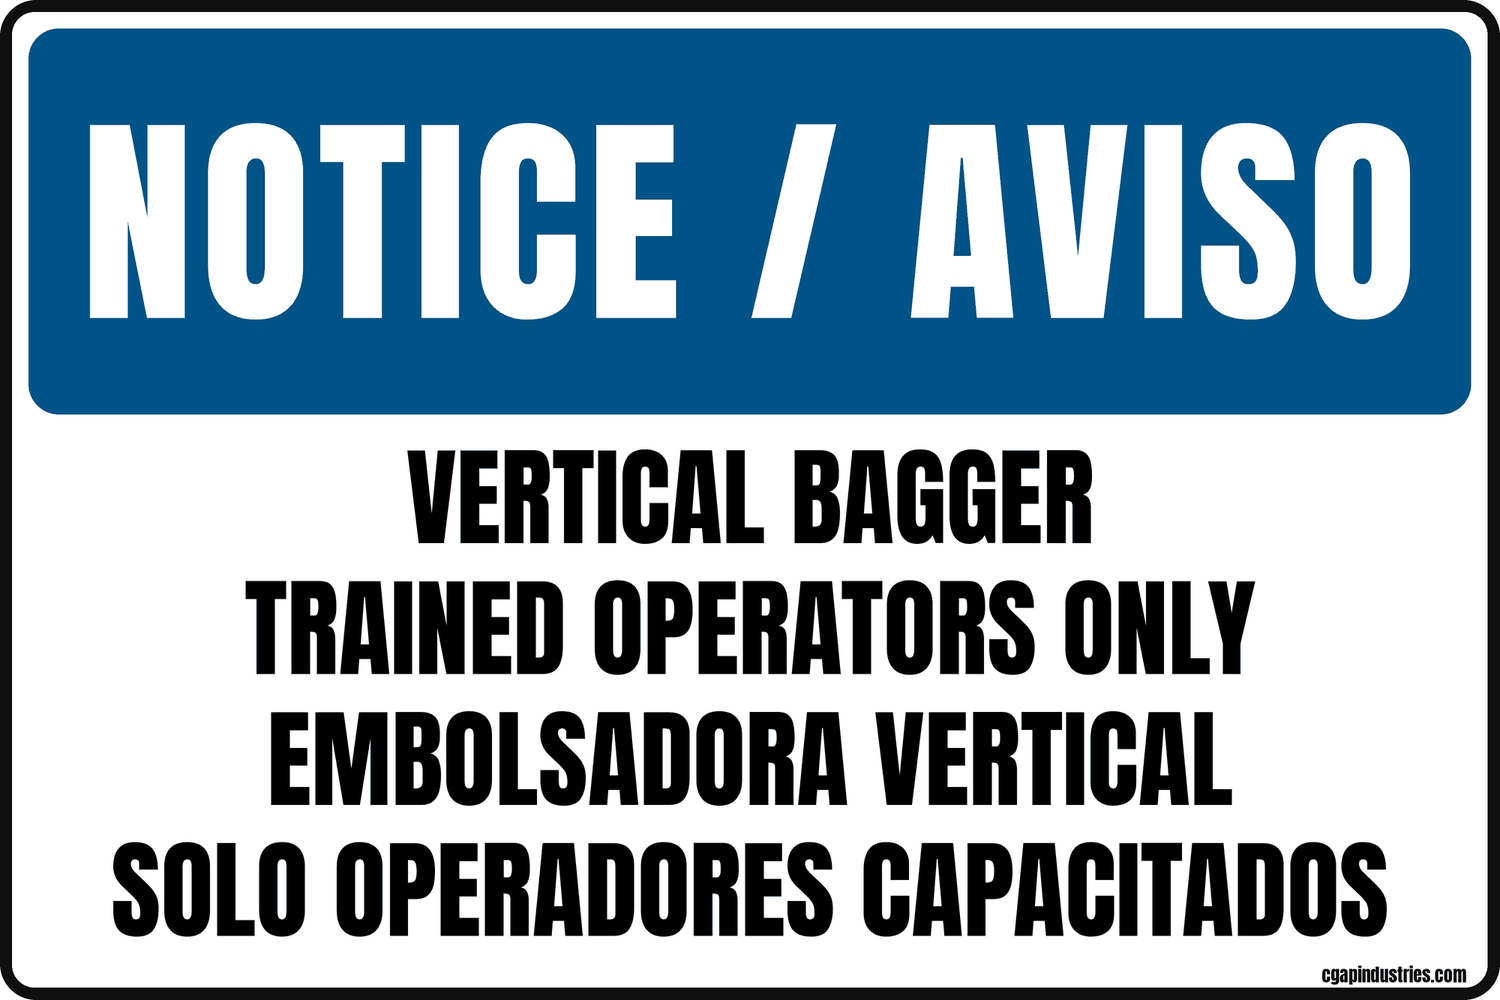 NOTICE / AVISO
VERTICAL BAGGER
TRAINED OPERATORS ONLY
EMBOLSADORA VERTICAL
SOLO OPERADORES CAPACITADOS
cgapindustries.com